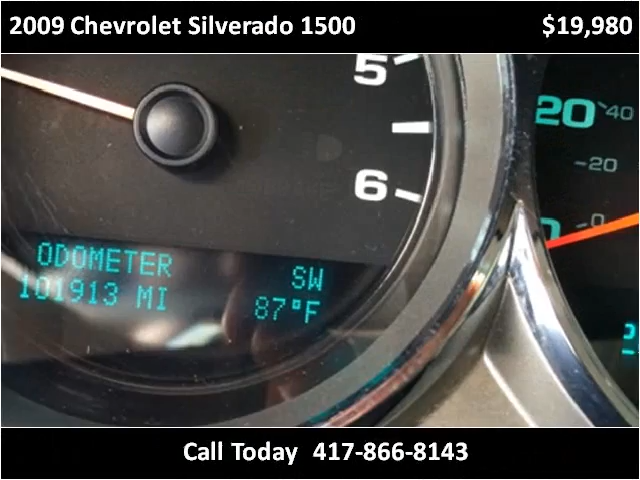 2009 Chevrolet Silverado 1500 $19,980
5
6
20 40
20
0 0
ODOMETER SW
101913 MI 87°F
Call Today 417-866-8143